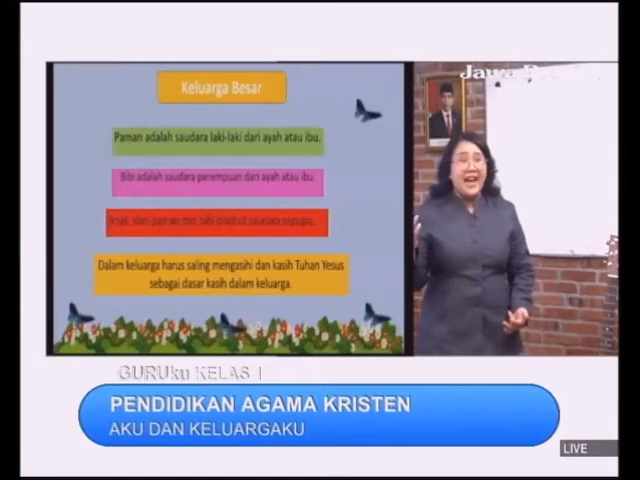 Keluarga Besar
Paman adalah saudara laki-laki dari ayah atau ibu.
Bibi adalah saudara perempuan dari ayah atau ibu.
Anak dari paman dan bibi disebut saudara sepupu.
Dalam keluarga harus saling mengasihi dan kasih Tuhan Yesus
sebagai dasar kasih dalam keluarga.
GURUku KELAS 1
PENDIDIKAN AGAMA KRISTEN
AKU DAN KELUARGAKU
LIVE